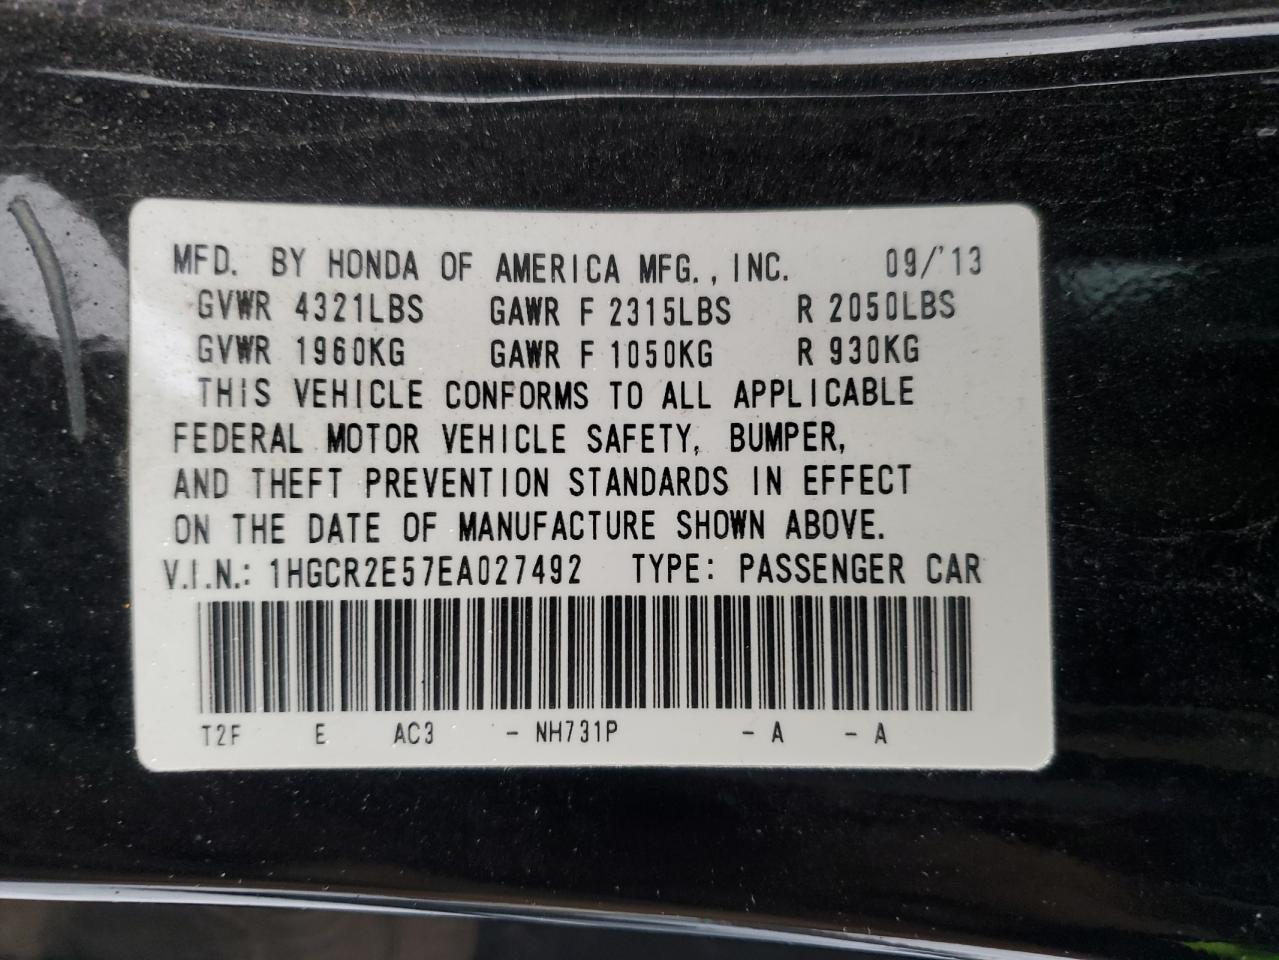 MFD. BY HONDA OF AMERICA MFG., INC. 09/'13
GVWR 4321LBS GAWR F 2315LBS R 2050LBS
GVWR 1960KG GAWR F 1050KG R 930KG
THIS VEHICLE CONFORMS TO ALL APPLICABLE
FEDERAL MOTOR VEHICLE SAFETY, BUMPER,
AND THEFT PREVENTION STANDARDS IN EFFECT
ON THE DATE OF MANUFACTURE SHOWN ABOVE.
V.I.N.: 1HGCR2E57EA027492 TYPE: PASSENGER CAR
T2F E AC3 - NH731P - A - A